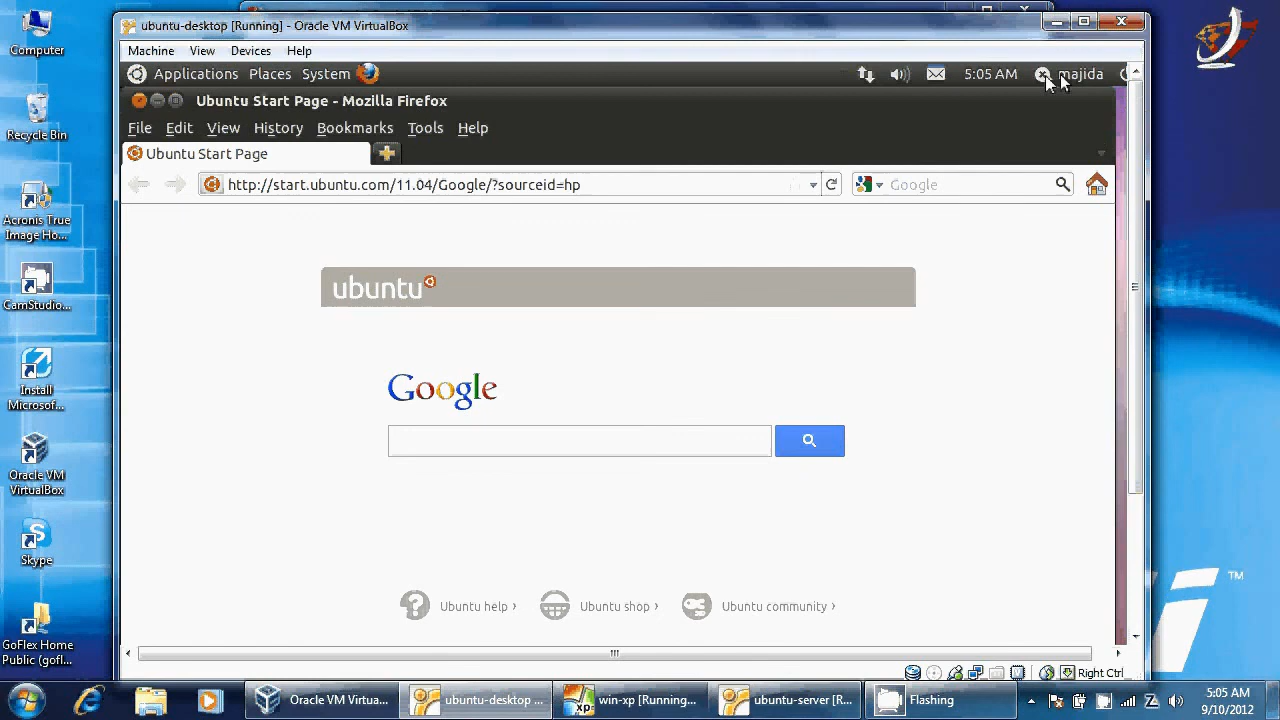 ubuntu-desktop [Running] - Oracle VM VirtualBox
Machine View Devices Help
Applications Places System 5:05 AM majida
Ubuntu Start Page - Mozilla Firefox
File Edit View History Bookmarks Tools Help
Ubuntu Start Page
http://start.ubuntu.com/11.04/Google/?sourceid=hp
Google
ubuntu
Google
Ubuntu help ›
Ubuntu shop ›
Ubuntu community ›
Right Ctrl
Computer
Recycle Bin
Acronis True
Image Ho...
CamStudio...
Install
Microsof...
Oracle VM
VirtualBox
Skype
GoFlex Home
Public (gofl...
TM
Oracle VM Virtua...
ubuntu-desktop ...
win-xp [Running...
ubuntu-server [R...
Flashing
5:05 AM
9/10/2012